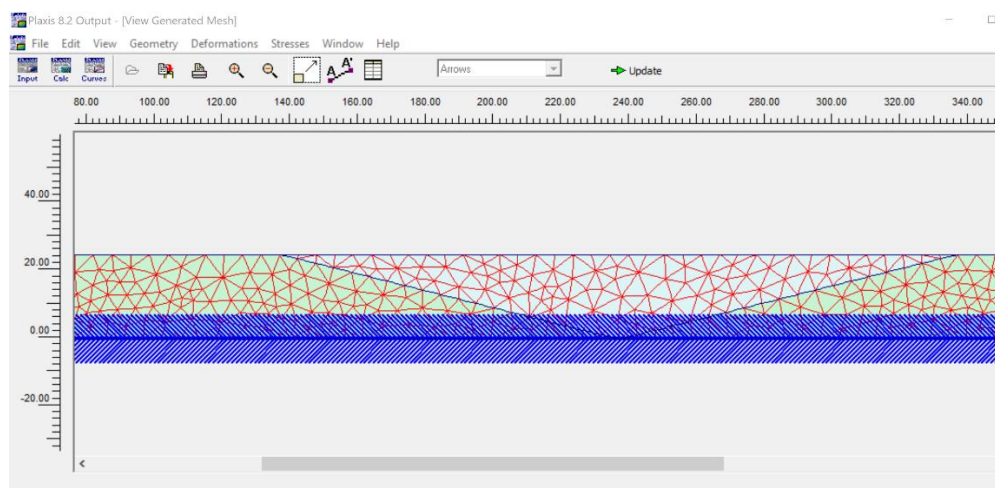 Plaxis 8.2 Output - [View Generated Mesh]
File Edit View Geometry Deformations Stresses Window Help
Input Calc Curves Arrows Update
A A'
80.00 100.00 120.00 140.00 160.00 180.00 200.00 220.00 240.00 260.00 280.00 300.00 320.00 340.00
40.00
20.00
0.00
-20.00